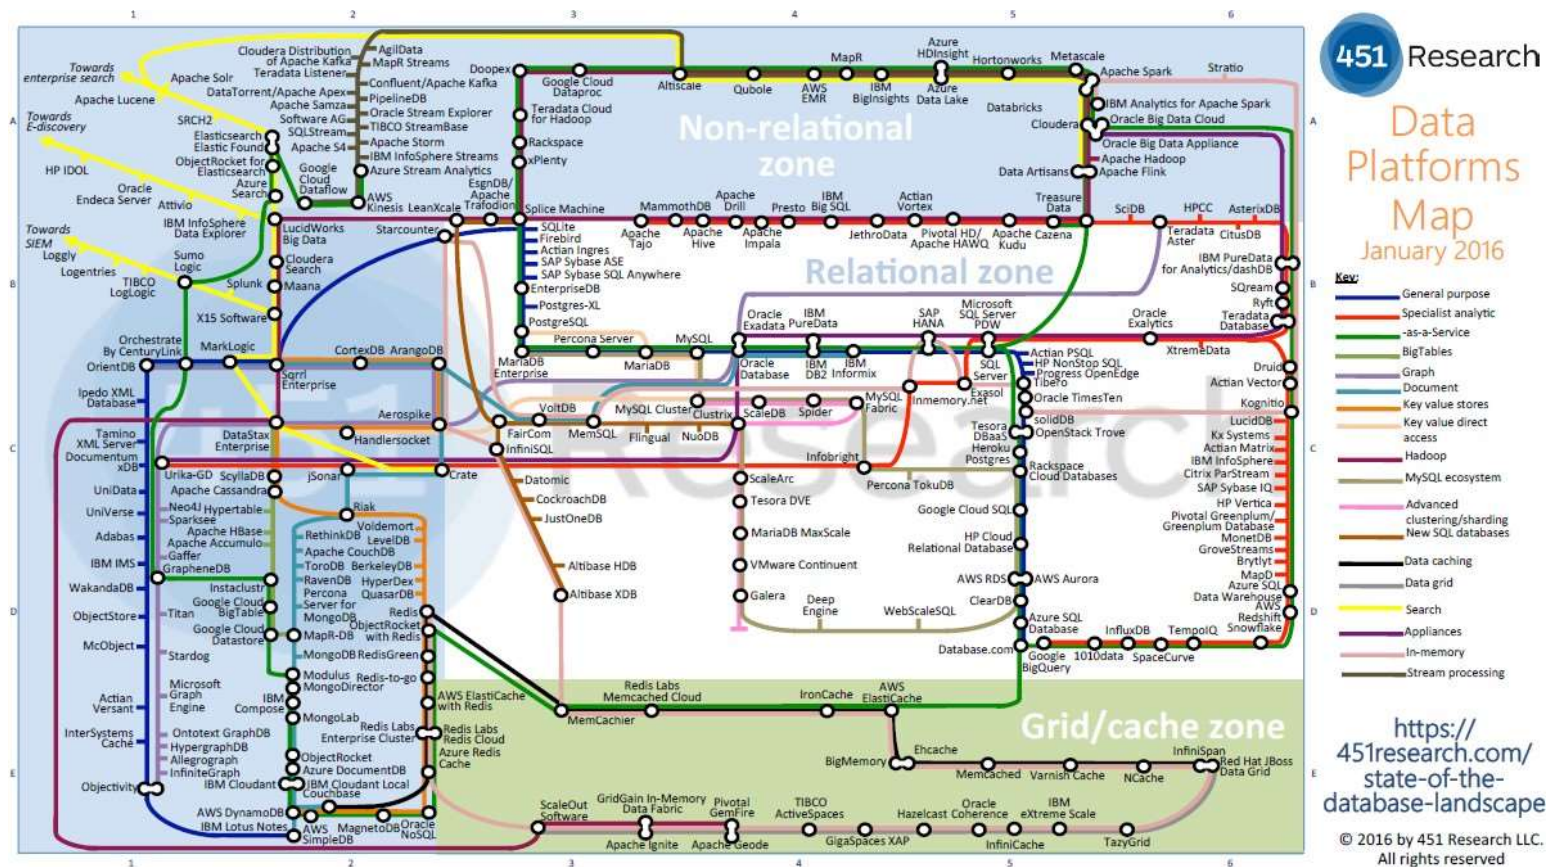 1
2
3
4
5
6
A
B
C
D
E
Towards
enterprise search
Apache Solr
Apache Lucene
SRCH2
Towards
E-discovery
HP IDOL
Oracle
Endeca Server
Attivio
IBM InfoSphere
Data Explorer
Towards
SIEM
Loggly
Logentries
TIBCO
LogLogic
Sumo
Logic
Splunk
X15 Software
Elasticsearch
Elastic Found
ObjectRocket for
Elasticsearch
Azure
Search
LucidWorks
Big Data
Cloudera
Search
Maana
Cloudera Distribution
of Apache Kafka
Teradata Listener
DataTorrent/Apache Apex
Apache Samza
Software AG
SQLStream
Apache S4
Google
Cloud
Dataflow
AgilData
MapR Streams
Confluent/Apache Kafka
PipelineDB
Oracle Stream Explorer
TIBCO StreamBase
Apache Storm
IBM InfoSphere Streams
Azure Stream Analytics
AWS
Kinesis
LeanXcale
Starcounter
EsgnDB/
Apache
Trafodion
Doopex
Google Cloud
Dataproc
Teradata Cloud
for Hadoop
Rackspace
xPlenty
Splice Machine
Non-relational
zone
Altiscale
Qubole
AWS
EMR
MapR
IBM
BigInsights
Azure
HDInsight
Azure
Data Lake
Hortonworks
Metascale
Apache Spark
Stratio
Databricks
IBM Analytics for Apache Spark
Cloudera
Oracle Big Data Cloud
Oracle Big Data Appliance
Apache Hadoop
Data Artisans
Apache Flink
Treasure
Data
SciDB
HPCC
AsterixDB
Teradata
Aster
CitusDB
Apache
Tajo
MammothDB
Apache
Hive
Apache
Drill
Apache
Impala
Presto
IBM
Big SQL
JethroData
Actian
Vortex
Pivotal HD/
Apache HAWQ
Apache
Kudu
Cazena
Relational zone
SQLite
Firebird
Actian Ingres
SAP Sybase ASE
SAP Sybase SQL Anywhere
EnterpriseDB
Postgres-XL
PostgreSQL
Percona Server
MySQL
MariaDB
Enterprise
MariaDB
Oracle
Exadata
Oracle
Database
IBM
PureData
IBM
DB2
IBM
Informix
SAP
HANA
Microsoft
SQL Server
PDW
SQL
Server
Oracle
Exalytics
XtremeData
IBM PureData
for Analytics/dashDB
SQream
Ryft
Teradata
Database
Druid
Actian Vector
Kognitio
LucidDB
Kx Systems
Actian Matrix
IBM InfoSphere
Citrix ParStream
SAP Sybase IQ
HP Vertica
Pivotal Greenplum/
Greenplum Database
MonetDB
GroveStreams
Brytlyt
MapD
Azure SQL
Data Warehouse
AWS
Redshift
Snowflake
Actian PSQL
HP NonStop SQL
Progress OpenEdge
Tibero
Oracle TimesTen
solidDB
OpenStack Trove
Exasol
Inmemory.net
Tesora
DBaaS
Heroku
Postgres
Rackspace
Cloud Databases
Google Cloud SQL
HP Cloud
Relational Database
AWS RDS
AWS Aurora
ClearDB
Azure SQL
Database
Database.com
Google
BigQuery
1010data
InfluxDB
SpaceCurve
TempoIQ
Orchestrate
By CenturyLink
MarkLogic
OrientDB
Sqrrl
Enterprise
CortexDB
ArangoDB
Ipedo XML
Database
Aerospike
Handlersocket
DataStax
Enterprise
Tamino
XML Server
Documentum
xDB
Urika-GD
ScyllaDB
Apache Cassandra
jSonar
Crate
UniData
UniVerse
Adabas
IBM IMS
WakandaDB
ObjectStore
McObject
Actian
Versant
InterSystems
Caché
Objectivity
Neo4J
Sparksee
Hypertable
Apache HBase
Apache Accumulo
Gaffer
GrapheneDB
Titan
Stardog
Microsoft
Graph
Engine
Ontotext GraphDB
HypergraphDB
Allegrograph
InfiniteGraph
Instaclustr
Google Cloud
BigTable
Google Cloud
Datastore
Riak
Voldemort
LevelDB
RethinkDB
Apache CouchDB
ToroDB
BerkeleyDB
RavenDB
HyperDex
QuasarDB
Percona
Server for
MongoDB
Redis
ObjectRocket
with Redis
MapR-DB
MongoDB
RedisGreen
Modulus
Redis-to-go
MongoDirector
IBM
Compose
MongoLab
AWS ElastiCache
with Redis
Redis Labs
Enterprise Cluster
Redis Labs
Redis Cloud
Azure Redis
Cache
ObjectRocket
Azure DocumentDB
IBM Cloudant
IBM Cloudant Local
Couchbase
AWS DynamoDB
IBM Lotus Notes
AWS
SimpleDB
MagnetoDB
Oracle
NoSQL
FairCom
VoltDB
MemSQL
InfiniSQL
MySQL Cluster
Clustrix
ScaleDB
Spider
MySQL
Fabric
Flingual
NuoDB
Infobright
Percona TokuDB
Datomic
CockroachDB
JustOneDB
Altibase HDB
Altibase XDB
ScaleArc
Tesora DVE
MariaDB MaxScale
VMware Continuent
Galera
Deep
Engine
WebScaleSQL
Grid/cache zone
MemCachier
Redis Labs
Memcached Cloud
IronCache
AWS
ElastiCache
BigMemory
Ehcache
MemCached
Varnish Cache
NCache
InfiniSpan
Red Hat JBoss
Data Grid
ScaleOut
Software
GridGain In-Memory
Data Fabric
Apache Ignite
Pivotal
GemFire
Apache Geode
TIBCO
ActiveSpaces
GigaSpaces XAP
Hazelcast
Oracle
Coherence
InfiniCache
IBM
eXtreme Scale
TazyGrid
451 Research
451 Research
Data
Platforms
Map
January 2016
Key:
General purpose
Specialist analytic
-as-a-Service
BigTables
Graph
Document
Key value stores
Key value direct
access
Hadoop
MySQL ecosystem
Advanced
clustering/sharding
New SQL databases
Data caching
Data grid
Search
Appliances
In-memory
Stream processing
https://
451research.com/
state-of-the-
database-landscape
© 2016 by 451 Research LLC.
All rights reserved
1
2
3
4
5
6
A
B
C
D
E